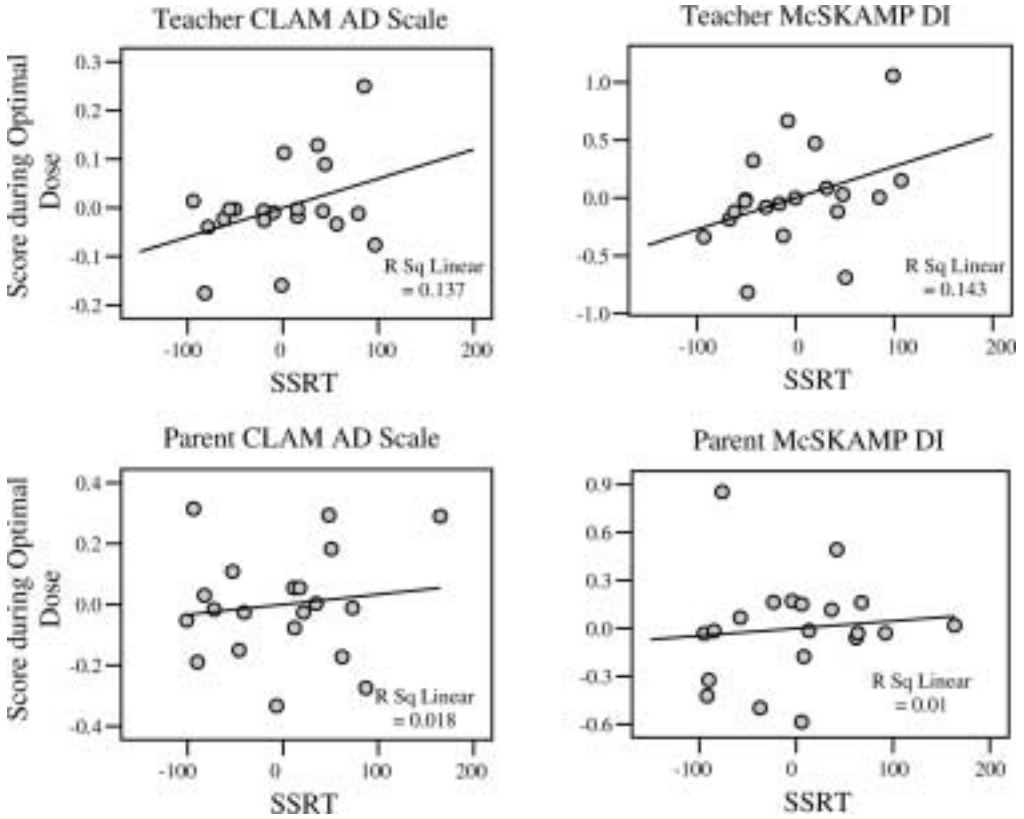 Teacher CLAM AD Scale
Score during Optimal
Dose
0.3
0.2
0.1
0.0
-0.1
-0.2
R Sq Linear
= 0.137
-100 0 100 200
SSRT
Teacher McSKAMP DI
1.0
0.5
0.0
-0.5
-1.0
R Sq Linear
= 0.143
-100 0 100 200
SSRT
Parent CLAM AD Scale
Score during Optimal
Dose
0.4
0.2
0.0
-0.2
-0.4
R Sq Linear
= 0.018
-100 0 100 200
SSRT
Parent McSKAMP DI
0.9
0.6
0.3
0.0
-0.3
-0.6
R Sq Linear
= 0.01
-100 0 100 200
SSRT